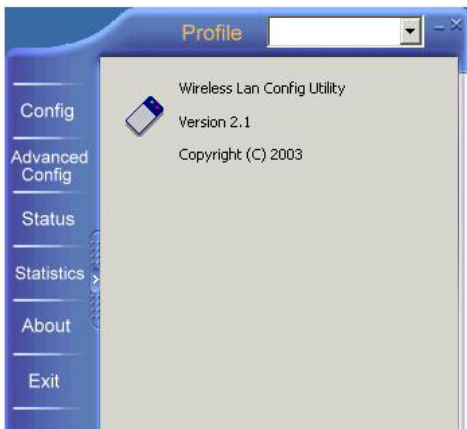 Profile
Config
Advanced
Config
Status
Statistics
About
Exit
Wireless Lan Config Utility
Version 2.1
Copyright (C) 2003